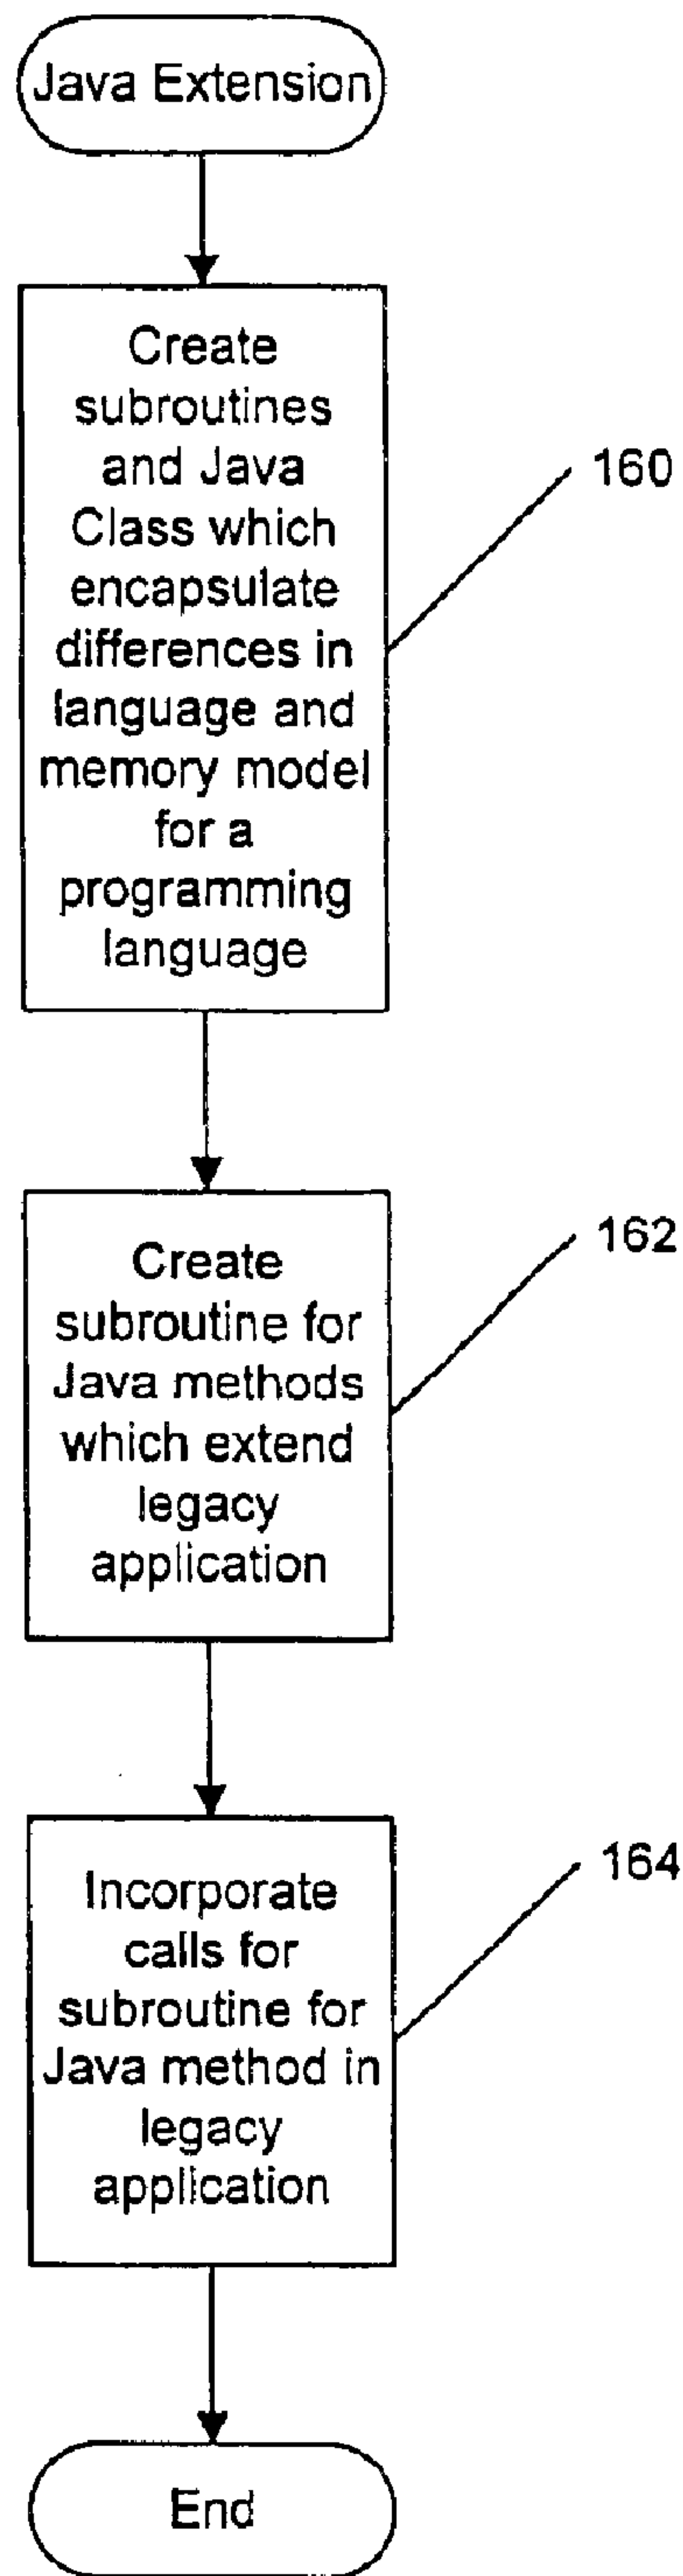 Java Extension
Create
subroutines
and Java
Class which
encapsulate
differences in
language and
memory model
for a
programming
language
160
Create
subroutine for
Java methods
which extend
legacy
application
162
Incorporate
calls for
subroutine for
Java method in
legacy
application
164
End